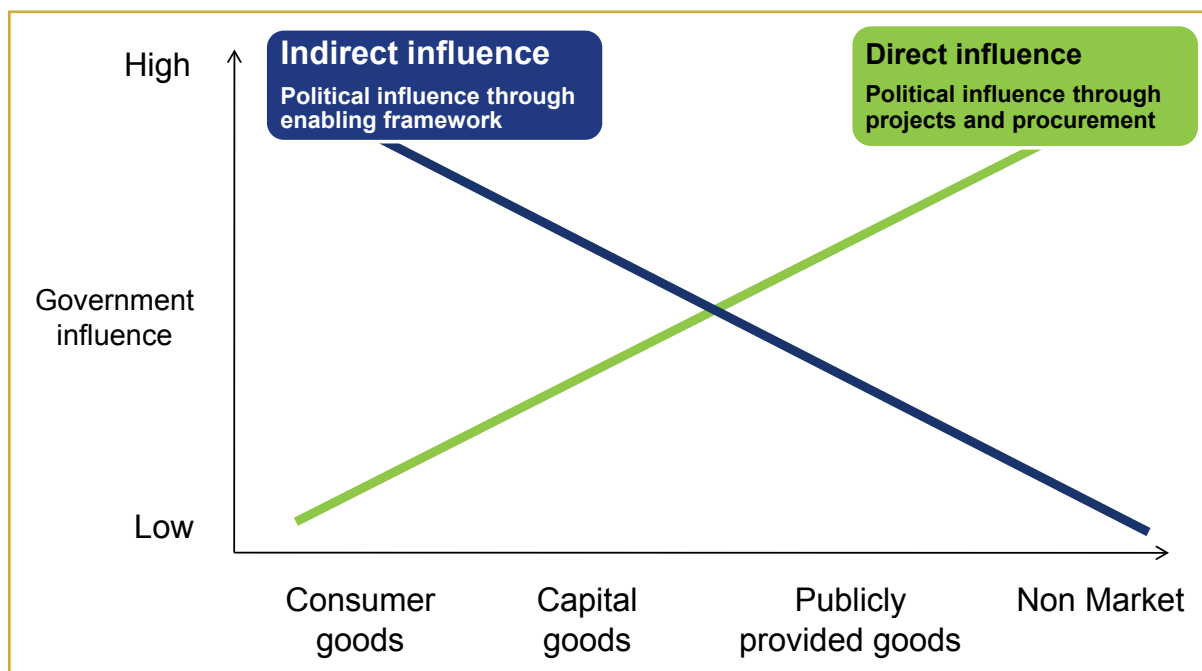 High
Indirect influence
Political influence through
enabling framework
Direct influence
Political influence through
projects and procurement
Government
influence
Low
Consumer
goods
Capital
goods
Publicly
provided goods
Non Market